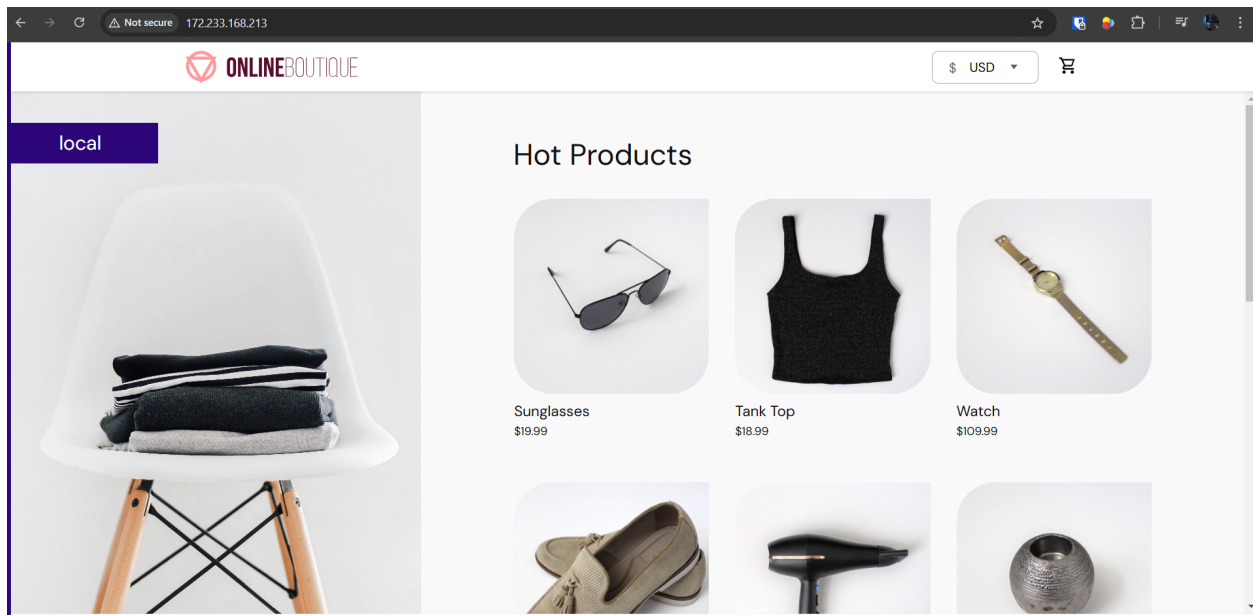 Not secure 172.233.168.213
ONLINEBOUTIQUE
$ USD
local
Hot Products
Sunglasses
$19.99
Tank Top
$18.99
Watch
$109.99